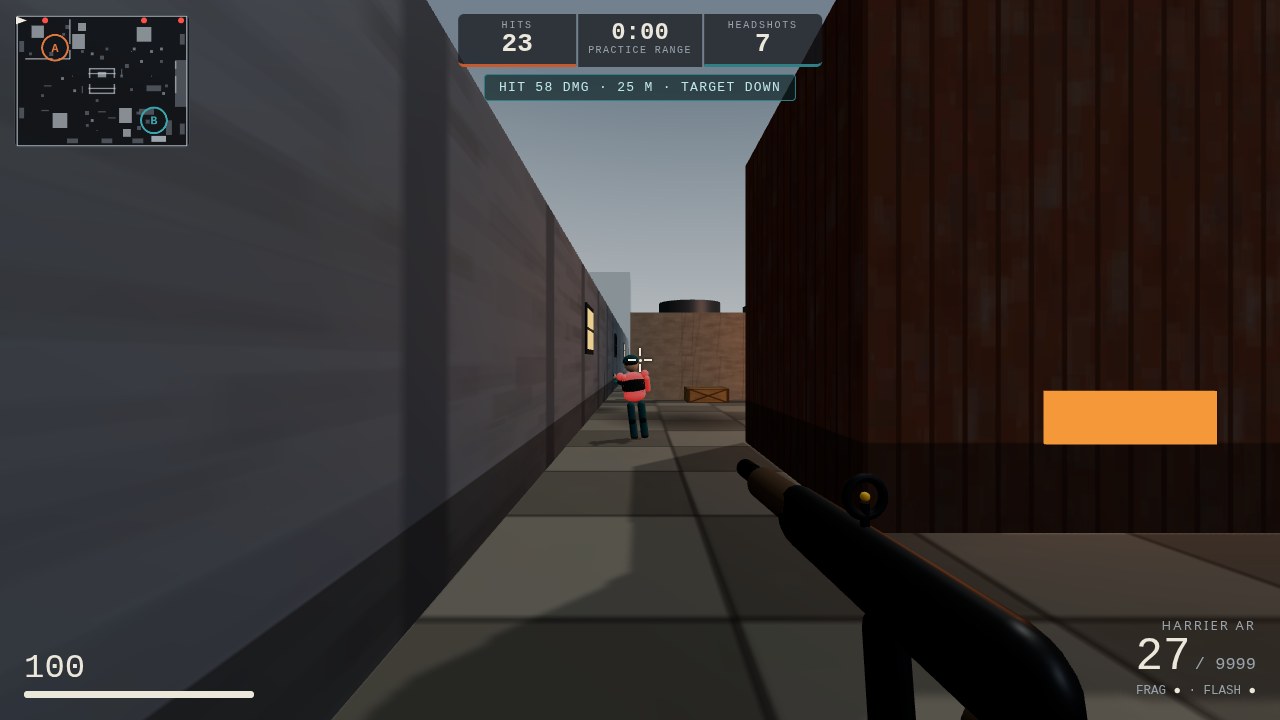 A
B
HITS
23
0:00
PRACTICE RANGE
HEADSHOTS
7
HIT 58 DMG · 25 M · TARGET DOWN
100
HARRIER AR
27 / 9999
FRAG ● · FLASH ●